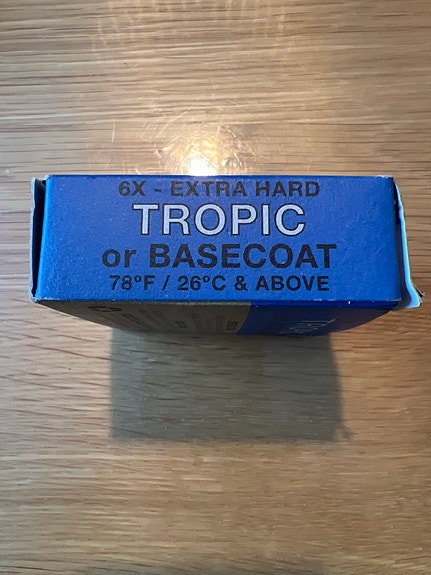 6X - EXTRA HARD
TROPIC
or BASECOAT
78°F / 26°C & ABOVE